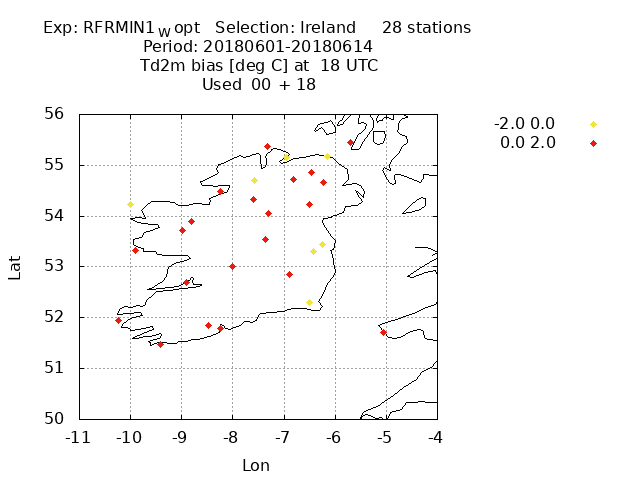 Exp: RFRMIN1wopt Selection: Ireland 28 stations
Period: 20180601-20180614
Td2m bias [deg C] at 18 UTC
Used 00 + 18
-2.0 0.0
0.0 2.0
56
55
54
53
52
51
50
-11 -10 -9 -8 -7 -6 -5 -4
Lat
Lon